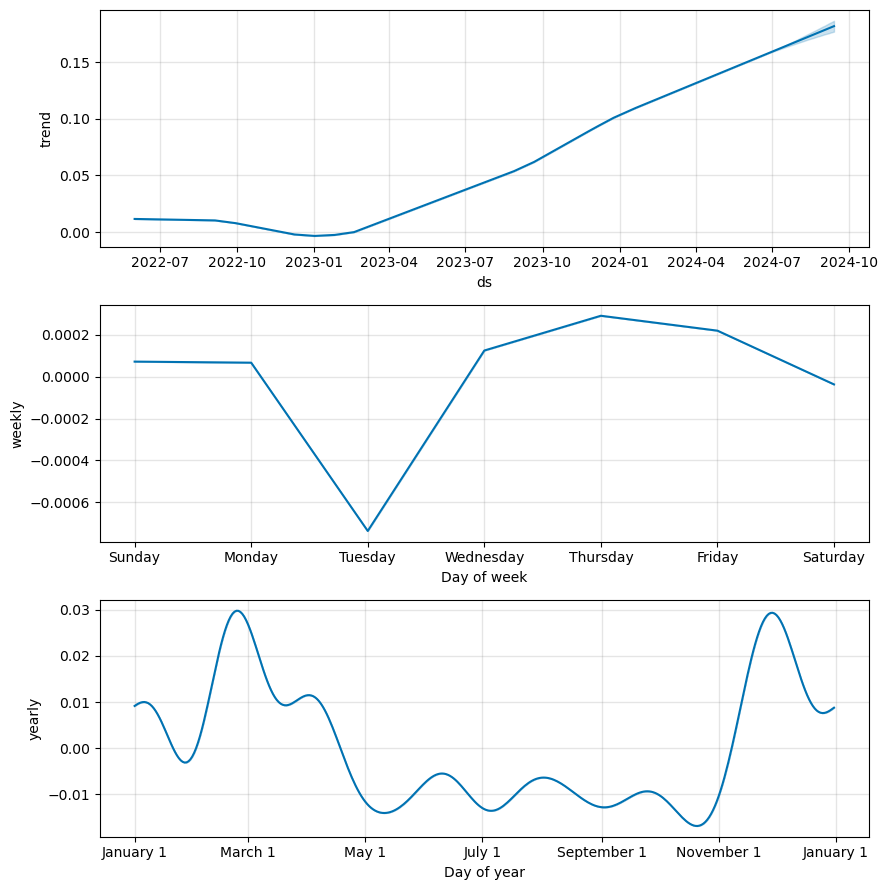 0.15
0.10
0.05
0.00
trend
2022-07 2022-10 2023-01 2023-04 2023-07 2023-10 2024-01 2024-04 2024-07 2024-10
ds
0.0002
0.0000
−0.0002
−0.0004
−0.0006
weekly
Sunday Monday Tuesday Wednesday Thursday Friday Saturday
Day of week
0.03
0.02
0.01
0.00
−0.01
yearly
January 1 March 1 May 1 July 1 September 1 November 1 January 1
Day of year